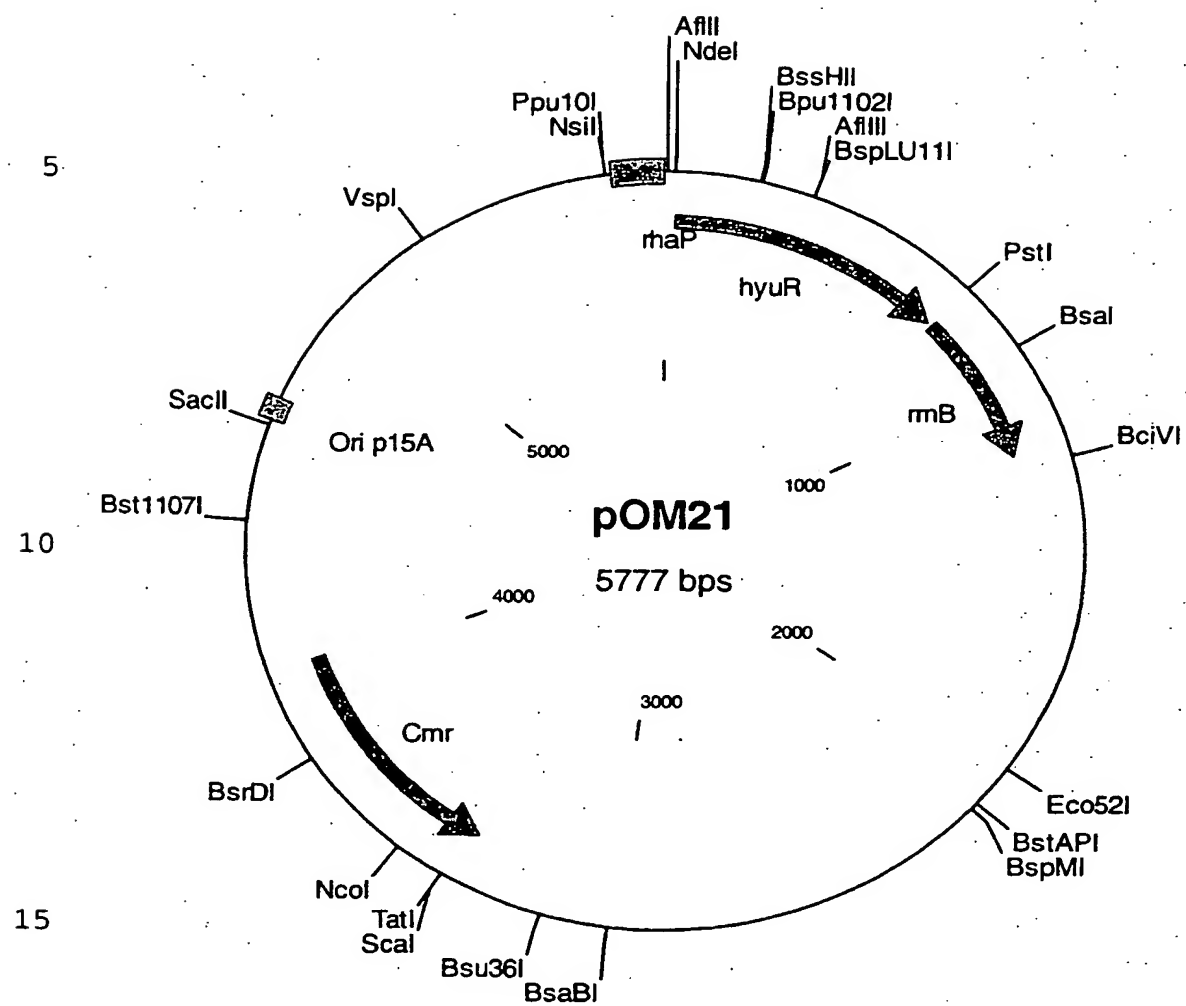 AflII
NdeI
BssHII
Bpu1102I
AflIII
BspLU11I
Ppu10I
NsiI
5
VspI
rhaP
hyuR
PstI
BsaI
rrnB
BciVI
SacII
Ori p15A
5000
1000
Bst1107I
pOM21
10
5777 bps
4000
2000
3000
Cmr
BsrDI
Eco52I
BstAPI
BspMI
NcoI
TatI
ScaI
15
Bsu36I
BsaBI